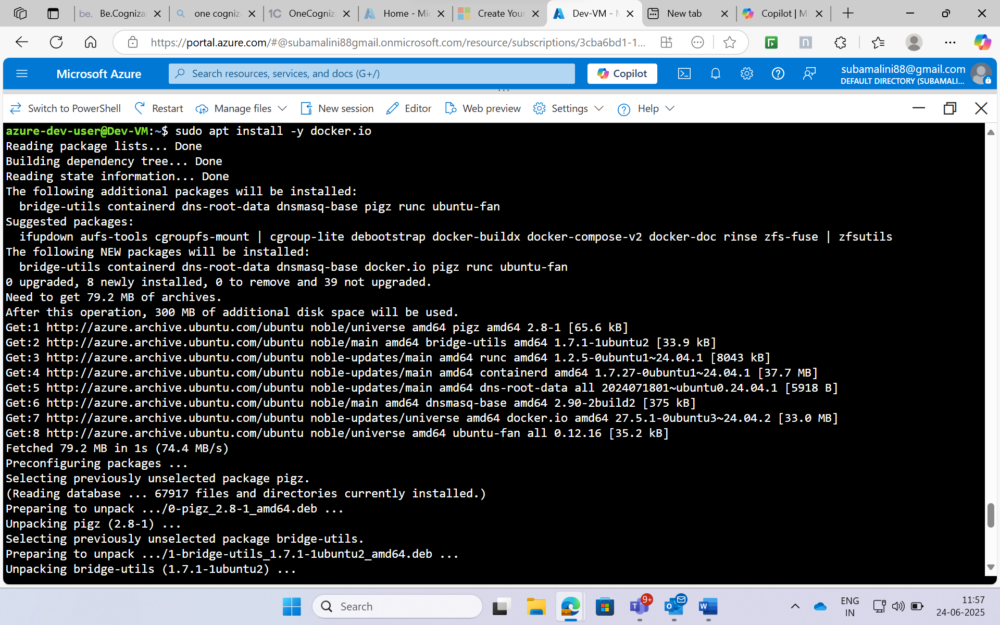 be. Be.Cogniza
one cogniza
1C OneCogniz
Home - Mic
Create Your
Dev-VM - M
New tab
Copilot | M
https://portal.azure.com/#@subamalini88gmail.onmicrosoft.com/resource/subscriptions/3cba6bd1-1...
Microsoft Azure
Search resources, services, and docs (G+/)
Copilot
subamalini88@gmail.com
DEFAULT DIRECTORY (SUBAMALI...
Switch to PowerShell
Restart
Manage files
New session
Editor
Web preview
Settings
Help
azure-dev-user@Dev-VM:~$ sudo apt install -y docker.io
Reading package lists... Done
Building dependency tree... Done
Reading state information... Done
The following additional packages will be installed:
  bridge-utils containerd dns-root-data dnsmasq-base pigz runc ubuntu-fan
Suggested packages:
  ifupdown aufs-tools cgroupfs-mount | cgroup-lite debootstrap docker-buildx docker-compose-v2 docker-doc rinse zfs-fuse | zfsutils
The following NEW packages will be installed:
  bridge-utils containerd dns-root-data dnsmasq-base docker.io pigz runc ubuntu-fan
0 upgraded, 8 newly installed, 0 to remove and 39 not upgraded.
Need to get 79.2 MB of archives.
After this operation, 300 MB of additional disk space will be used.
Get:1 http://azure.archive.ubuntu.com/ubuntu noble/universe amd64 pigz amd64 2.8-1 [65.6 kB]
Get:2 http://azure.archive.ubuntu.com/ubuntu noble/main amd64 bridge-utils amd64 1.7.1-1ubuntu2 [33.9 kB]
Get:3 http://azure.archive.ubuntu.com/ubuntu noble-updates/main amd64 runc amd64 1.2.5-0ubuntu1~24.04.1 [8043 kB]
Get:4 http://azure.archive.ubuntu.com/ubuntu noble-updates/main amd64 containerd amd64 1.7.27-0ubuntu1~24.04.1 [37.7 MB]
Get:5 http://azure.archive.ubuntu.com/ubuntu noble-updates/main amd64 dns-root-data all 2024071801~ubuntu0.24.04.1 [5918 B]
Get:6 http://azure.archive.ubuntu.com/ubuntu noble/main amd64 dnsmasq-base amd64 2.90-2build2 [375 kB]
Get:7 http://azure.archive.ubuntu.com/ubuntu noble-updates/universe amd64 docker.io amd64 27.5.1-0ubuntu3~24.04.2 [33.0 MB]
Get:8 http://azure.archive.ubuntu.com/ubuntu noble/universe amd64 ubuntu-fan all 0.12.16 [35.2 kB]
Fetched 79.2 MB in 1s (74.4 MB/s)
Preconfiguring packages ...
Selecting previously unselected package pigz.
(Reading database ... 67917 files and directories currently installed.)
Preparing to unpack .../0-pigz_2.8-1_amd64.deb ...
Unpacking pigz (2.8-1) ...
Selecting previously unselected package bridge-utils.
Preparing to unpack .../1-bridge-utils_1.7.1-1ubuntu2_amd64.deb ...
Unpacking bridge-utils (1.7.1-1ubuntu2) ...
Search
9+
ENG
IN
11:57
24-06-2025